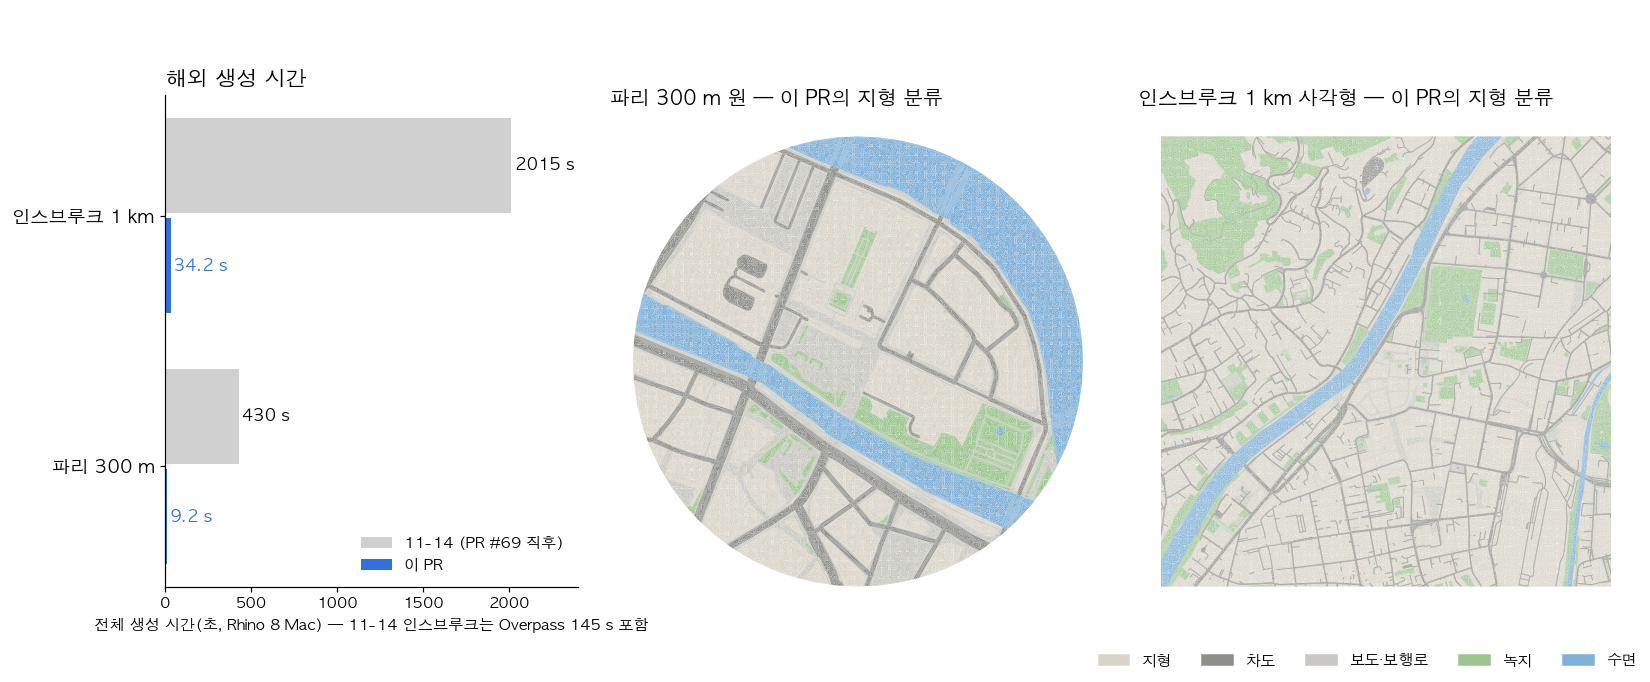 해외 생성 시간
인스브루크 1 km
2015 s
34.2 s
파리 300 m
430 s
9.2 s
11-14 (PR #69 직후)
이 PR
0 500 1000 1500 2000
전체 생성 시간(초, Rhino 8 Mac) — 11-14 인스브루크는 Overpass 145 s 포함
파리 300 m 원 — 이 PR의 지형 분류
인스브루크 1 km 사각형 — 이 PR의 지형 분류
지형 차도 보도·보행로 녹지 수면